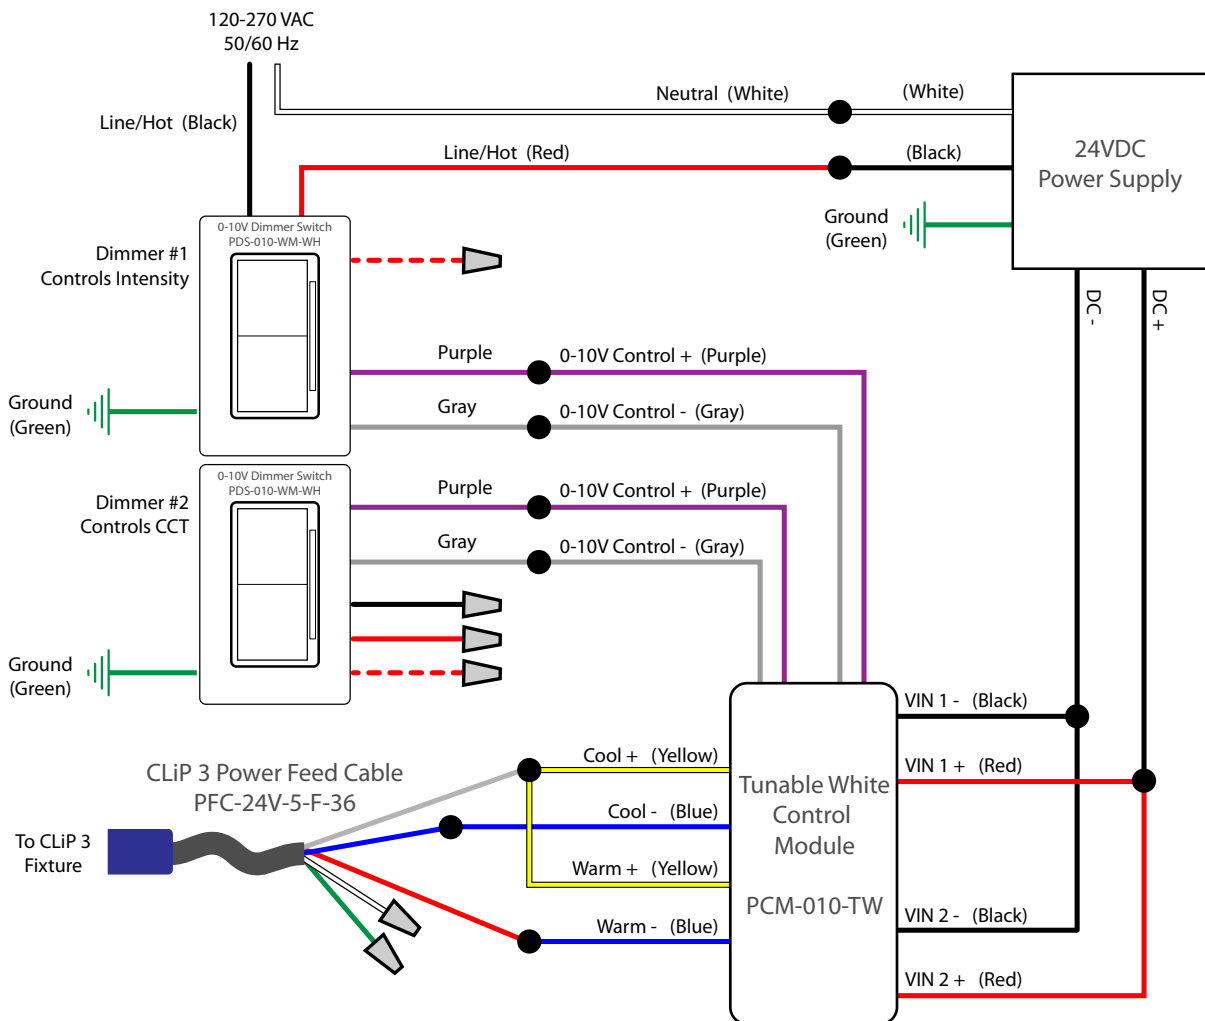 120-270 VAC
50/60 Hz
Line/Hot (Black)
Neutral (White)
(White)
Line/Hot (Red)
(Black)
24VDC
Power Supply
Ground
(Green)
DC -
DC +
0-10V Dimmer Switch
PDS-010-WM-WH
Dimmer #1
Controls Intensity
Purple
0-10V Control + (Purple)
Gray
0-10V Control - (Gray)
Ground
(Green)
0-10V Dimmer Switch
PDS-010-WM-WH
Dimmer #2
Controls CCT
Purple
0-10V Control + (Purple)
Gray
0-10V Control - (Gray)
Ground
(Green)
CLiP 3 Power Feed Cable
PFC-24V-5-F-36
To CLiP 3
Fixture
Cool + (Yellow)
Cool - (Blue)
Warm + (Yellow)
Warm - (Blue)
Tunable White
Control
Module
PCM-010-TW
VIN 1 - (Black)
VIN 1 + (Red)
VIN 2 - (Black)
VIN 2 + (Red)